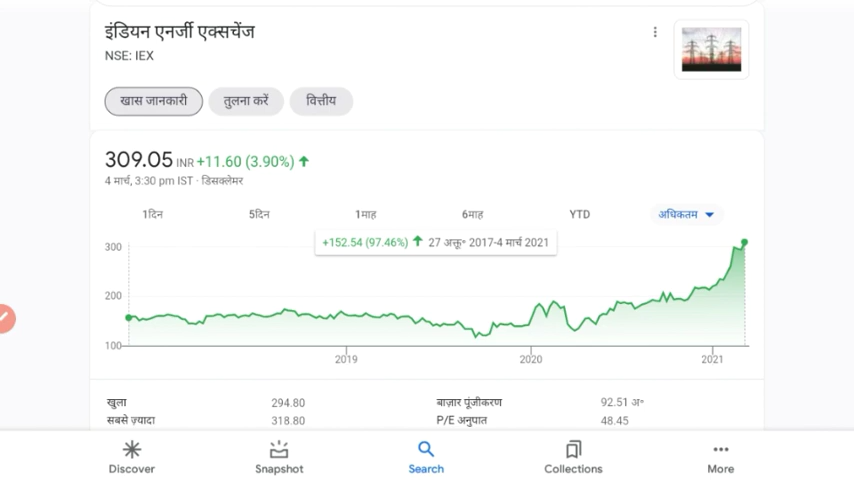 इंडियन एनर्जी एक्सचेंज
NSE: IEX
खास जानकारी
तुलना करें
वित्तीय
309.05 INR +11.60 (3.90%)
4 मार्च, 3:30 pm IST · डिसक्लेमर
1दिन
5दिन
1माह
6माह
YTD
अधिकतम
+152.54 (97.46%) 27 अक्तू॰ 2017-4 मार्च 2021
300
200
100
2019
2020
2021
खुला 294.80 बाज़ार पूंजीकरण 92.51 अ॰
सबसे ज़्यादा 318.80 P/E अनुपात 48.45
Discover
Snapshot
Search
Collections
More